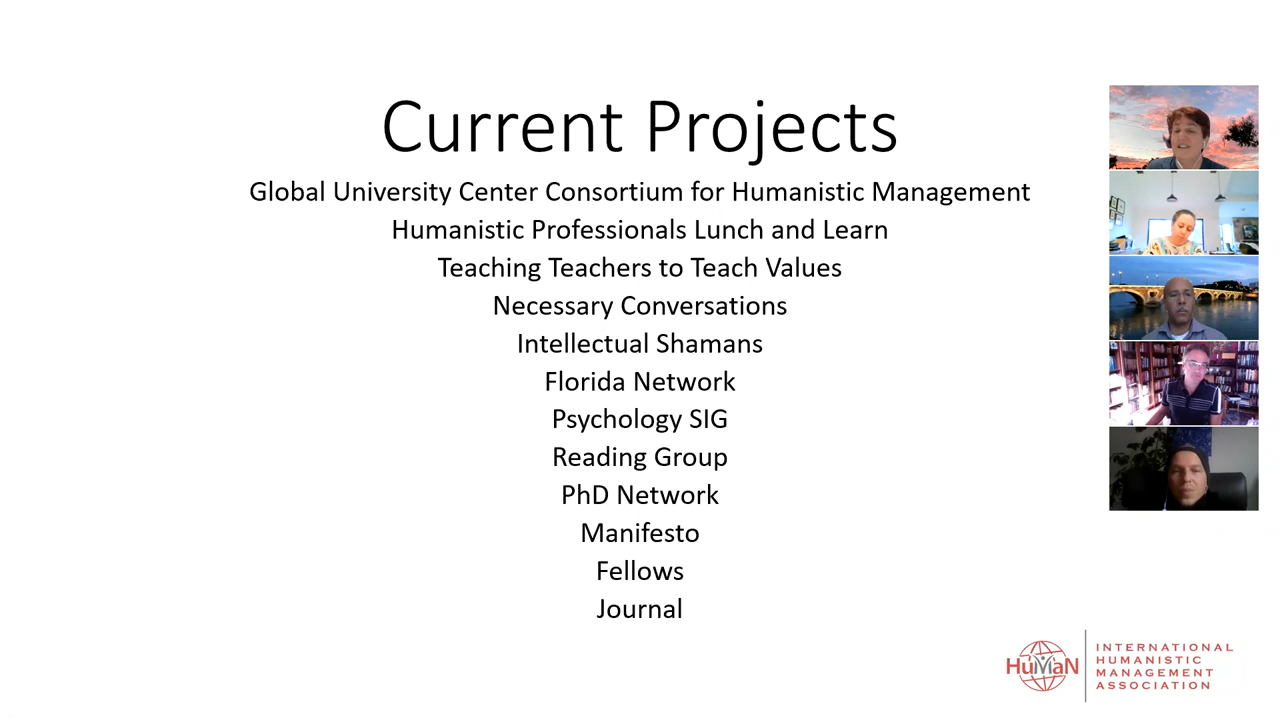 Current Projects
Global University Center Consortium for Humanistic Management
Humanistic Professionals Lunch and Learn
Teaching Teachers to Teach Values
Necessary Conversations
Intellectual Shamans
Florida Network
Psychology SIG
Reading Group
PhD Network
Manifesto
Fellows
Journal
HuMaN
INTERNATIONAL
HUMANISTIC
MANAGEMENT
ASSOCIATION